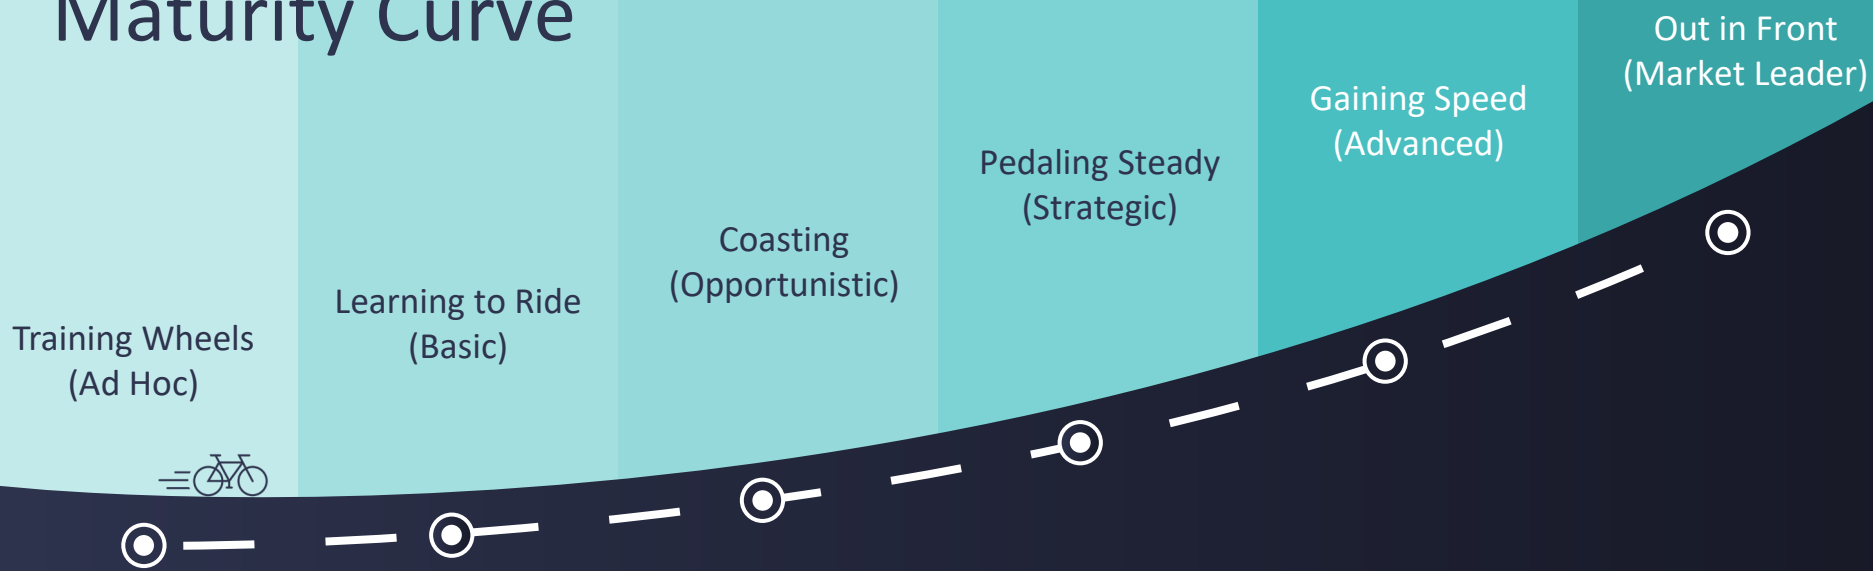 Maturity Curve
Training Wheels
(Ad Hoc)
Learning to Ride
(Basic)
Coasting
(Opportunistic)
Pedaling Steady
(Strategic)
Gaining Speed
(Advanced)
Out in Front
(Market Leader)